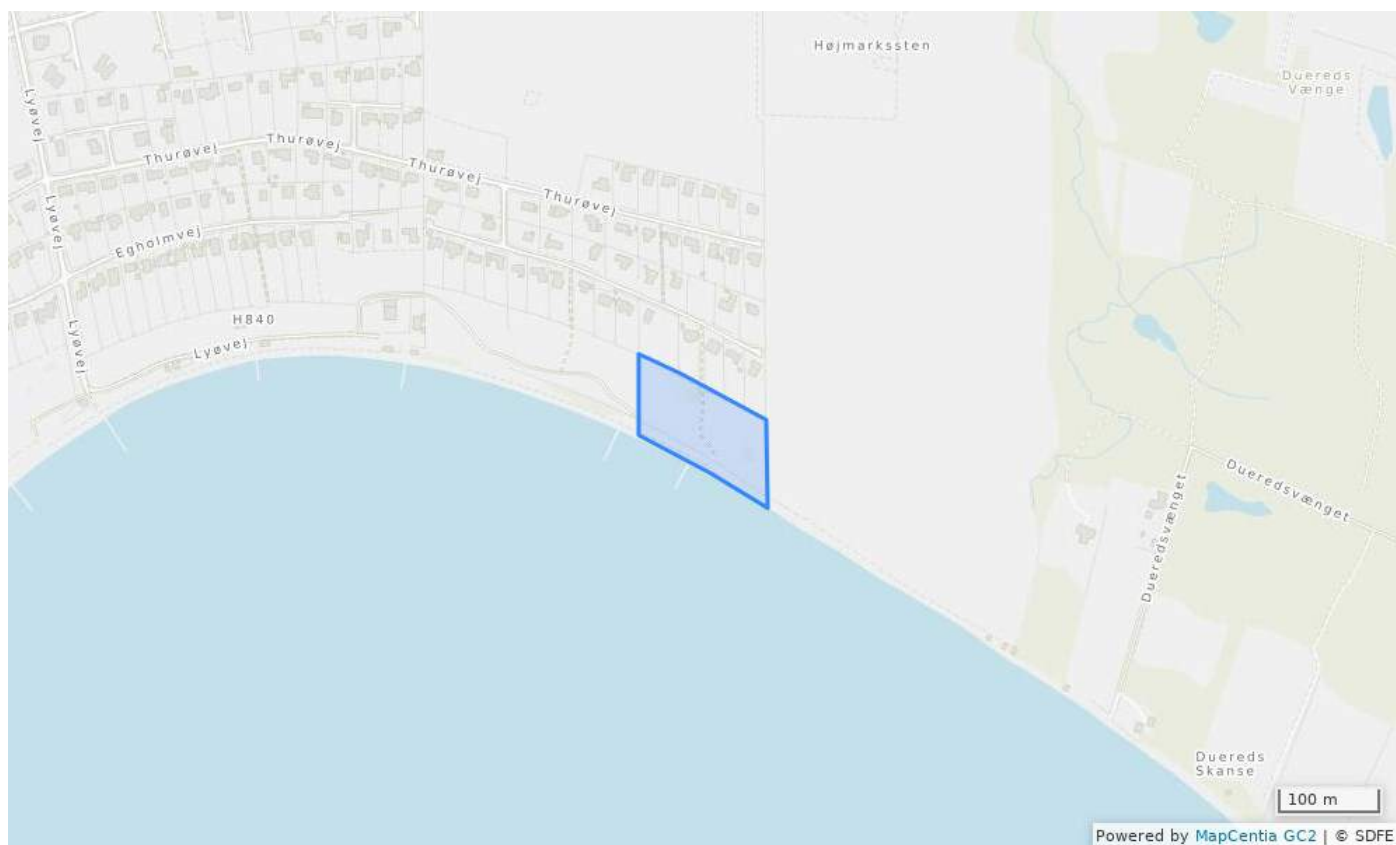 Højmarkssten
Duereds
Vænge
Lyøvej
Thurøvej
Thurøvej
Thurøvej
Thurøvej
Lyøvej
Egholmvej
H840
Lyøvej
Lyøvej
Dueredsvænget
Dueredsvænget
Duereds
Skanse
100 m
Powered by MapCentia GC2 | © SDFE